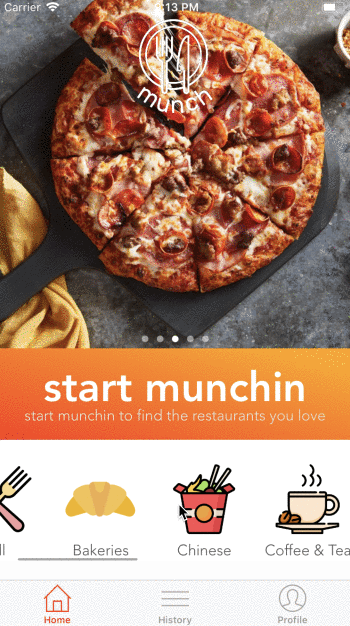 Carrier
:13 PM
munch
start munchin
start munchin to find the restaurants you love
ll
Bakeries
Chinese
Coffee & Tea
Home
History
Profile